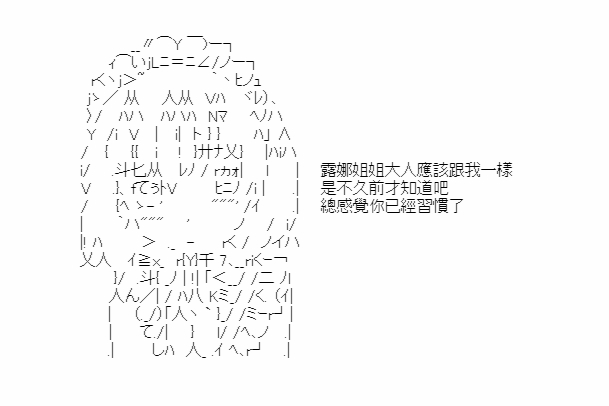 露娜姐姐大人應該跟我一樣
是不久前才知道吧
總感覺你已經習慣了